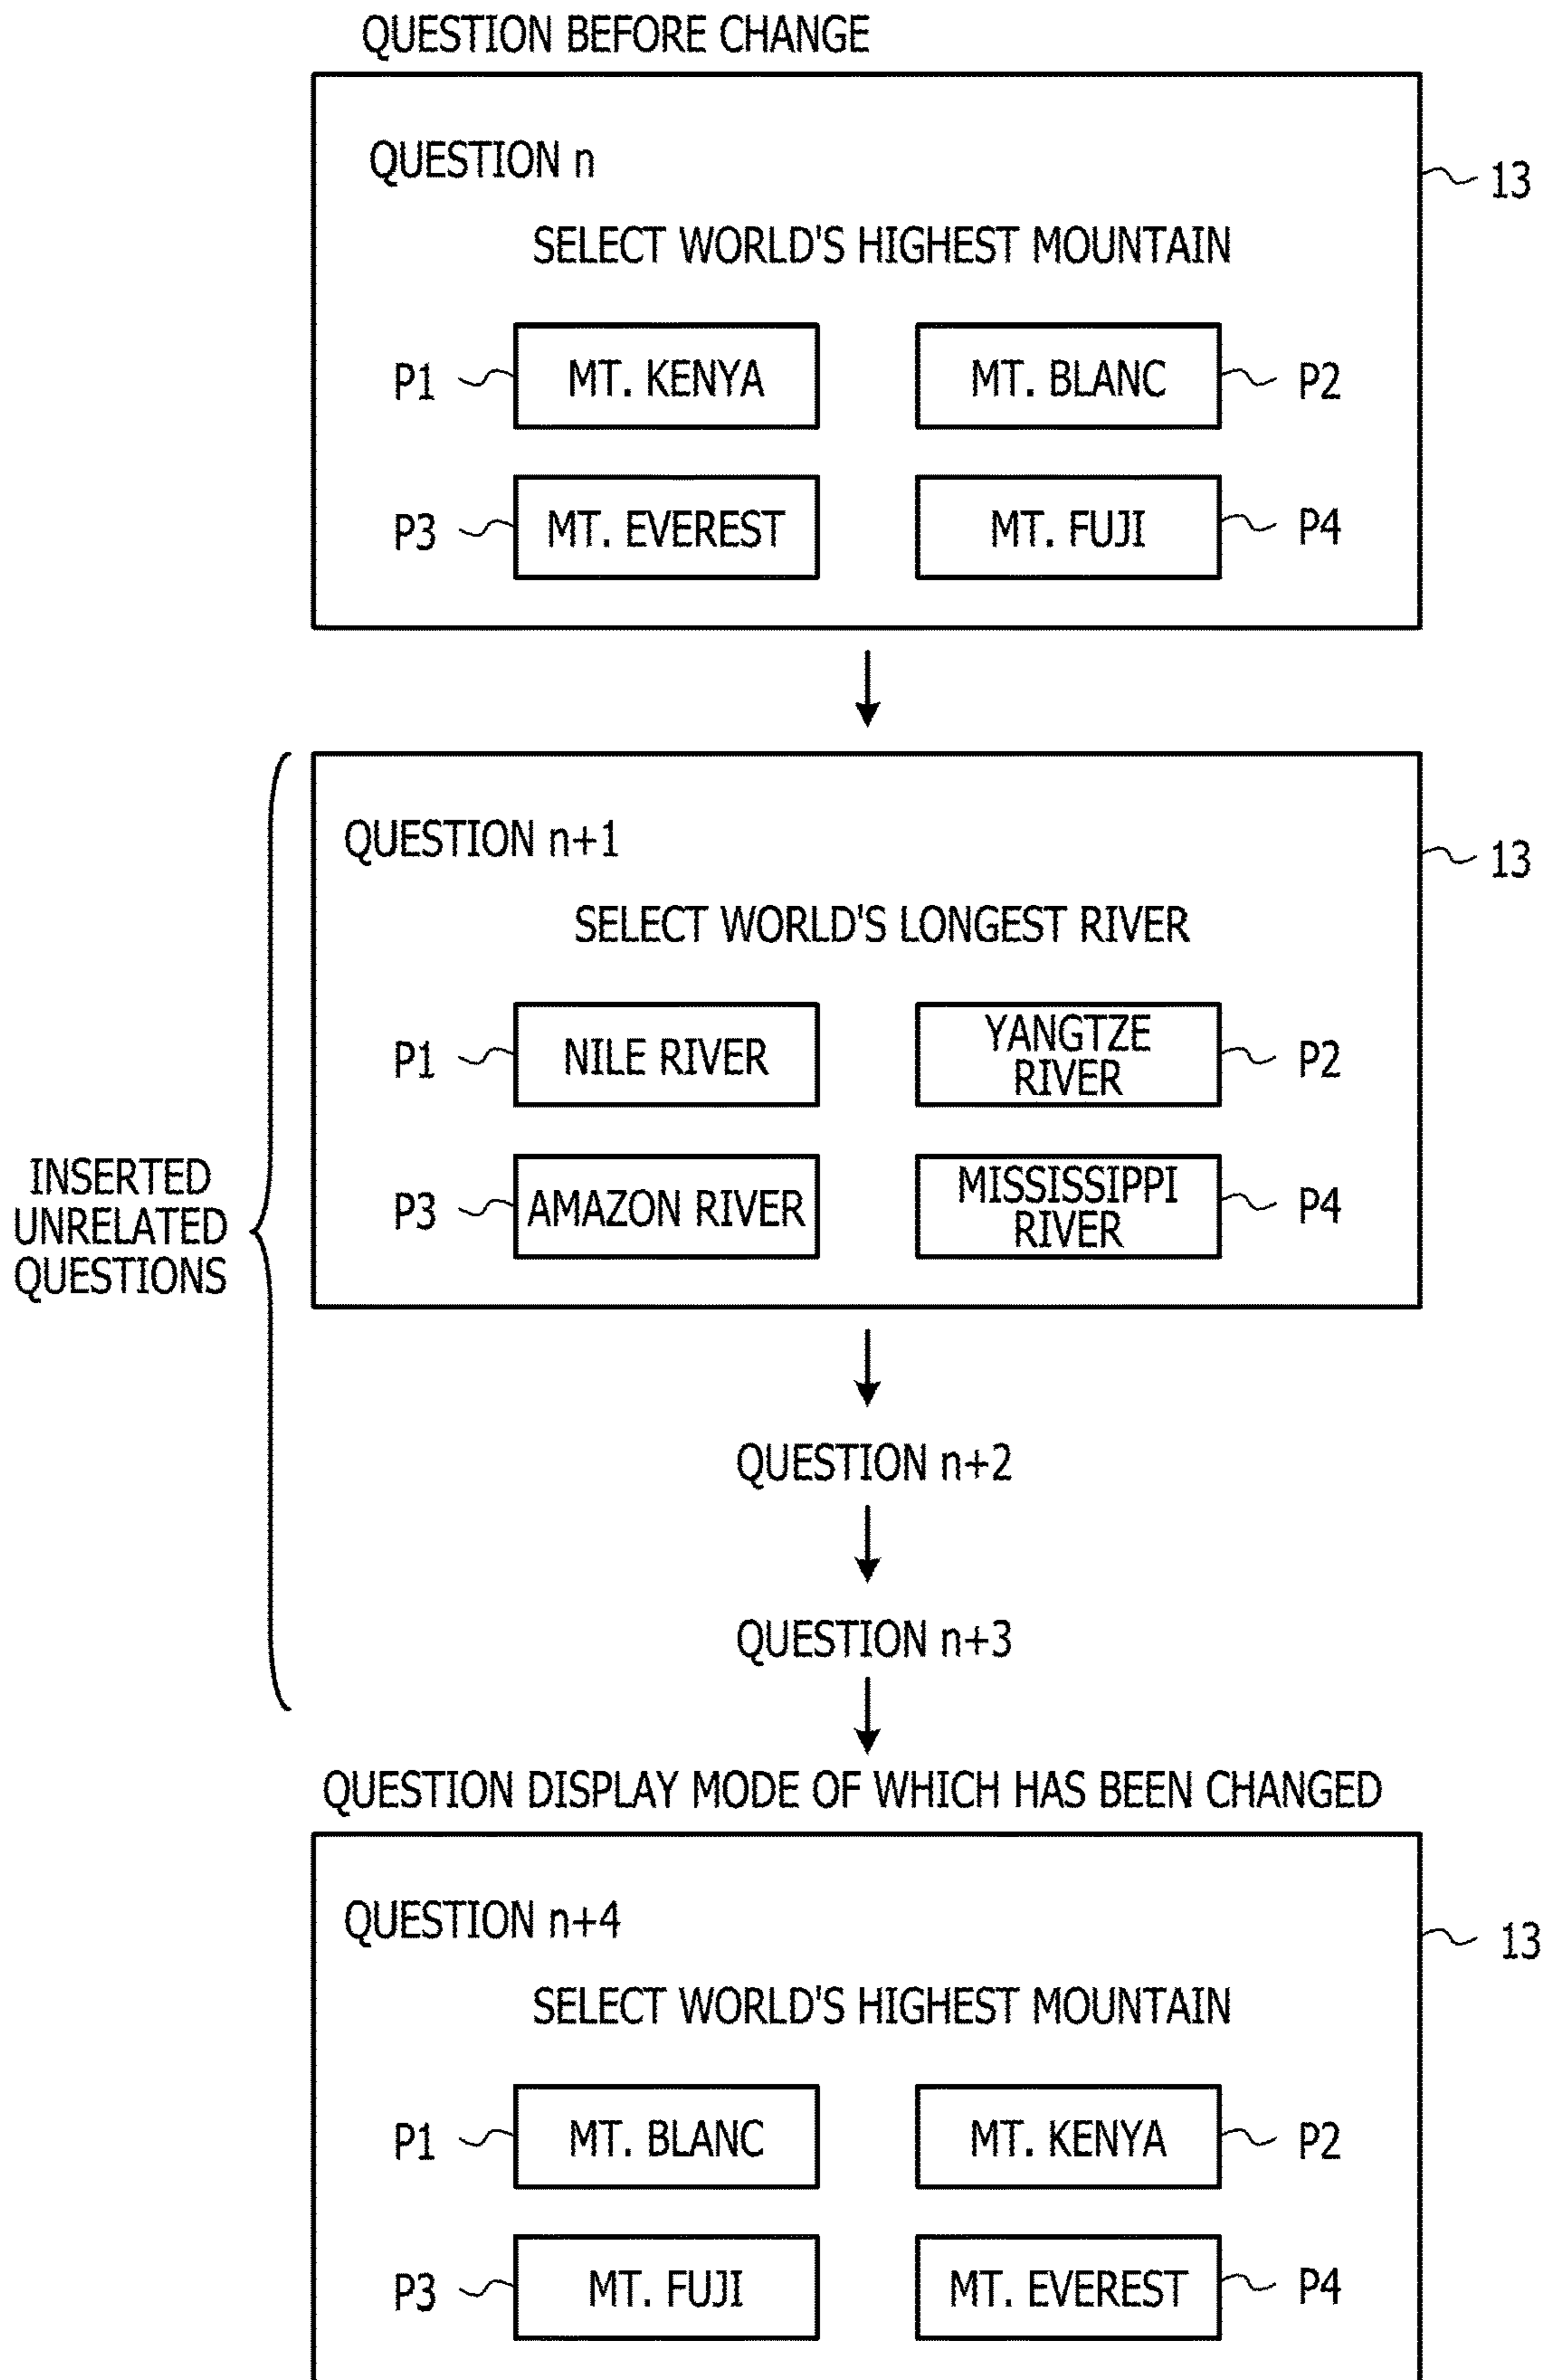 QUESTION BEFORE CHANGE
QUESTION n
13
SELECT WORLD'S HIGHEST MOUNTAIN
P1 MT. KENYA MT. BLANC P2
P3 MT. EVEREST MT. FUJI P4
QUESTION n+1
13
SELECT WORLD'S LONGEST RIVER
P1 NILE RIVER YANGTZE RIVER P2
P3 AMAZON RIVER MISSISSIPPI RIVER P4
INSERTED
UNRELATED
QUESTIONS
QUESTION n+2
QUESTION n+3
QUESTION DISPLAY MODE OF WHICH HAS BEEN CHANGED
QUESTION n+4
13
SELECT WORLD'S HIGHEST MOUNTAIN
P1 MT. BLANC MT. KENYA P2
P3 MT. FUJI MT. EVEREST P4